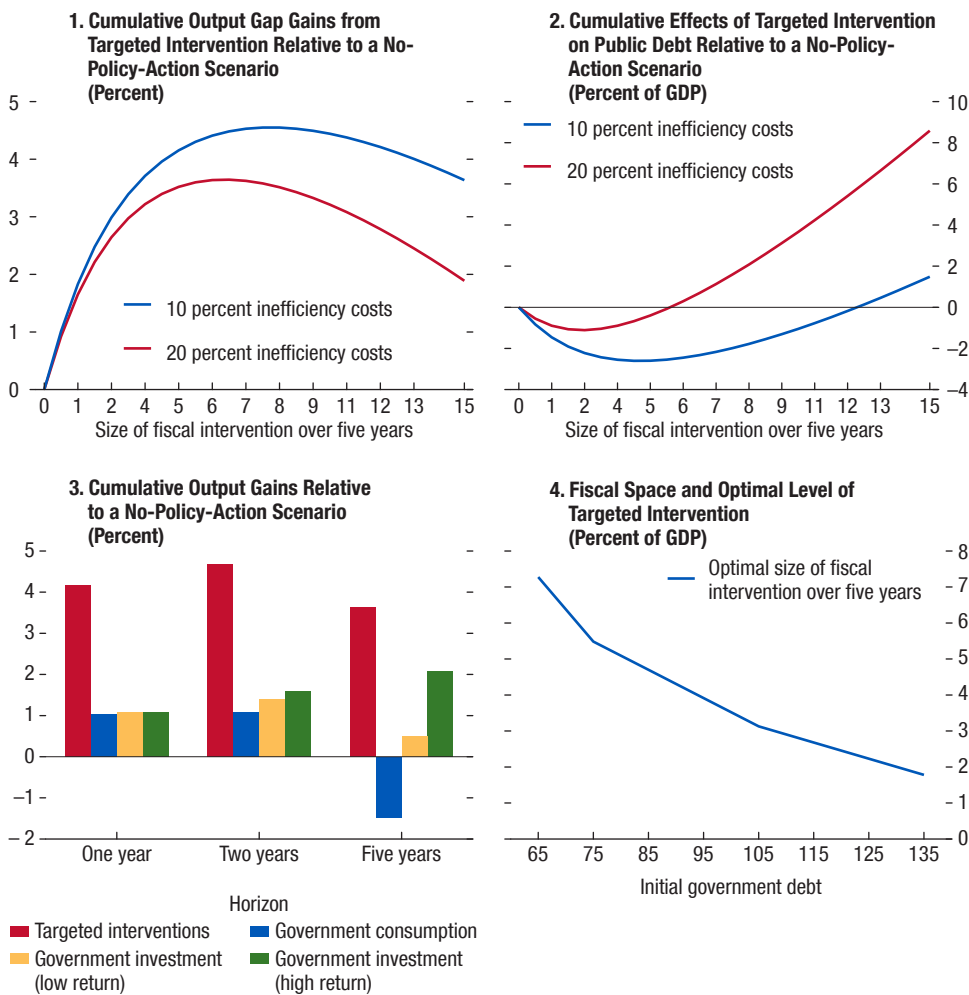 1. Cumulative Output Gap Gains from
Targeted Intervention Relative to a No-
Policy-Action Scenario
(Percent)
5
4
3
2
1
0
10 percent inefficiency costs
20 percent inefficiency costs
0 1 2 4 5 6 7 8 9 11 12 13 15
Size of fiscal intervention over five years
2. Cumulative Effects of Targeted Intervention
on Public Debt Relative to a No-Policy-
Action Scenario
(Percent of GDP)
10 percent inefficiency costs
20 percent inefficiency costs
10
8
6
4
2
0
–2
–4
0 1 2 4 5 6 7 8 9 11 12 13 15
Size of fiscal intervention over five years
3. Cumulative Output Gains Relative
to a No-Policy-Action Scenario
(Percent)
5
4
3
2
1
0
–1
–2
One year Two years Five years
Horizon
Targeted interventions
Government consumption
Government investment
(low return)
Government investment
(high return)
4. Fiscal Space and Optimal Level of
Targeted Intervention
(Percent of GDP)
Optimal size of fiscal
intervention over five years
8
7
6
5
4
3
2
1
0
65 75 85 95 105 115 125 135
Initial government debt